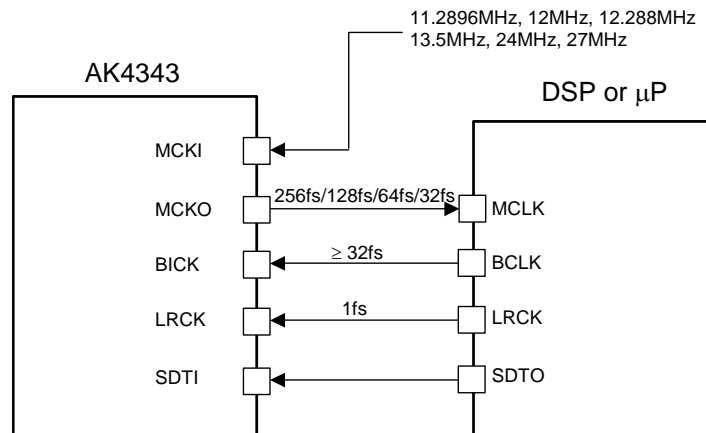 11.2896MHz, 12MHz, 12.288MHz
13.5MHz, 24MHz, 27MHz
AK4343
DSP or μP
MCKI
MCKO
256fs/128fs/64fs/32fs
MCLK
BICK
≥ 32fs
BCLK
LRCK
1fs
LRCK
SDTI
SDTO